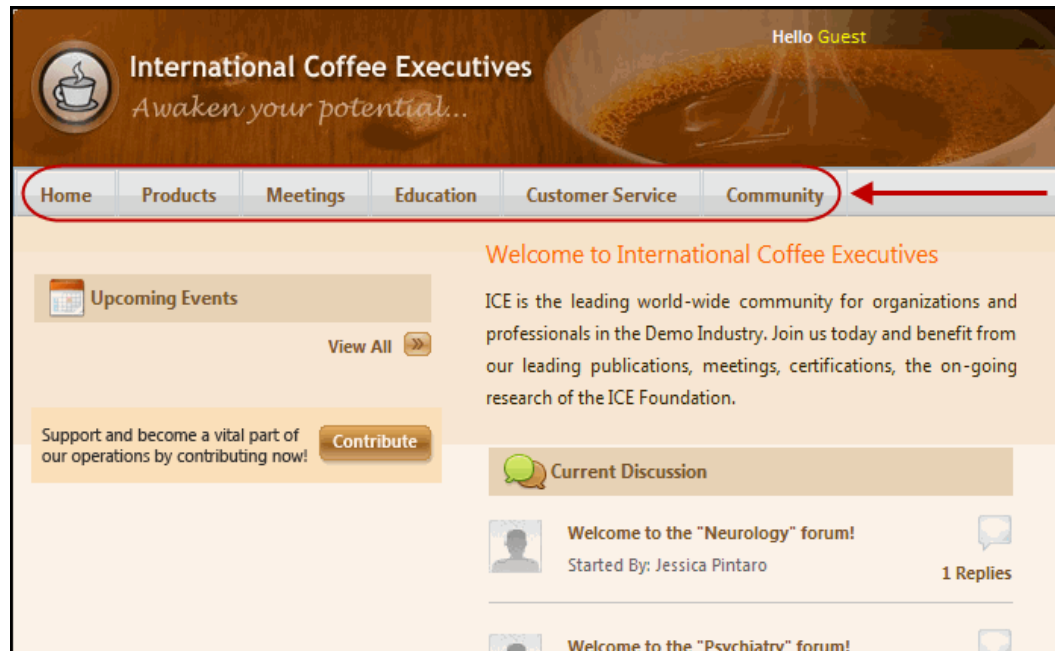 Hello Guest
International Coffee Executives
Awaken your potential...
Home Products Meetings Education Customer Service Community
Upcoming Events
View All
Support and become a vital part of
our operations by contributing now!
Contribute
Welcome to International Coffee Executives
ICE is the leading world-wide community for organizations and
professionals in the Demo Industry. Join us today and benefit from
our leading publications, meetings, certifications, the on-going
research of the ICE Foundation.
Current Discussion
Welcome to the "Neurology" forum!
Started By: Jessica Pintaro
1 Replies
Welcome to the "Psychiatry" forum!